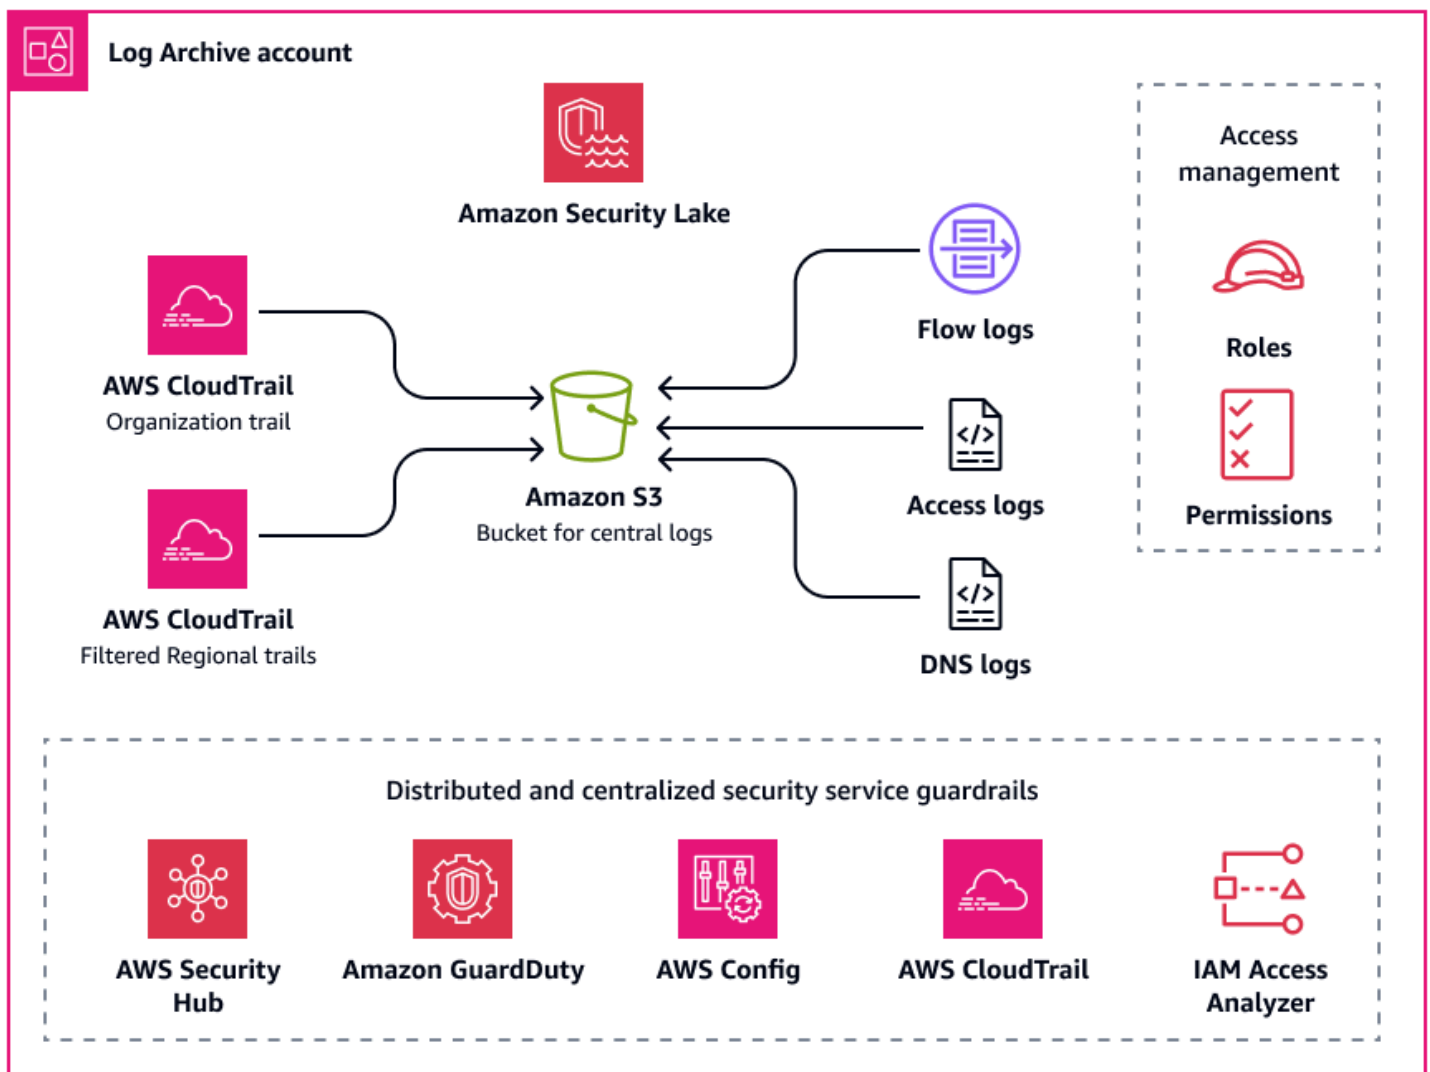 Log Archive account
Amazon Security Lake
Access
management
Flow logs
Roles
AWS CloudTrail
Organization trail
Amazon S3
Bucket for central logs
Access logs
</>
Permissions
AWS CloudTrail
Filtered Regional trails
</>
DNS logs
Distributed and centralized security service guardrails
AWS Security
Hub
Amazon GuardDuty
AWS Config
AWS CloudTrail
IAM Access
Analyzer